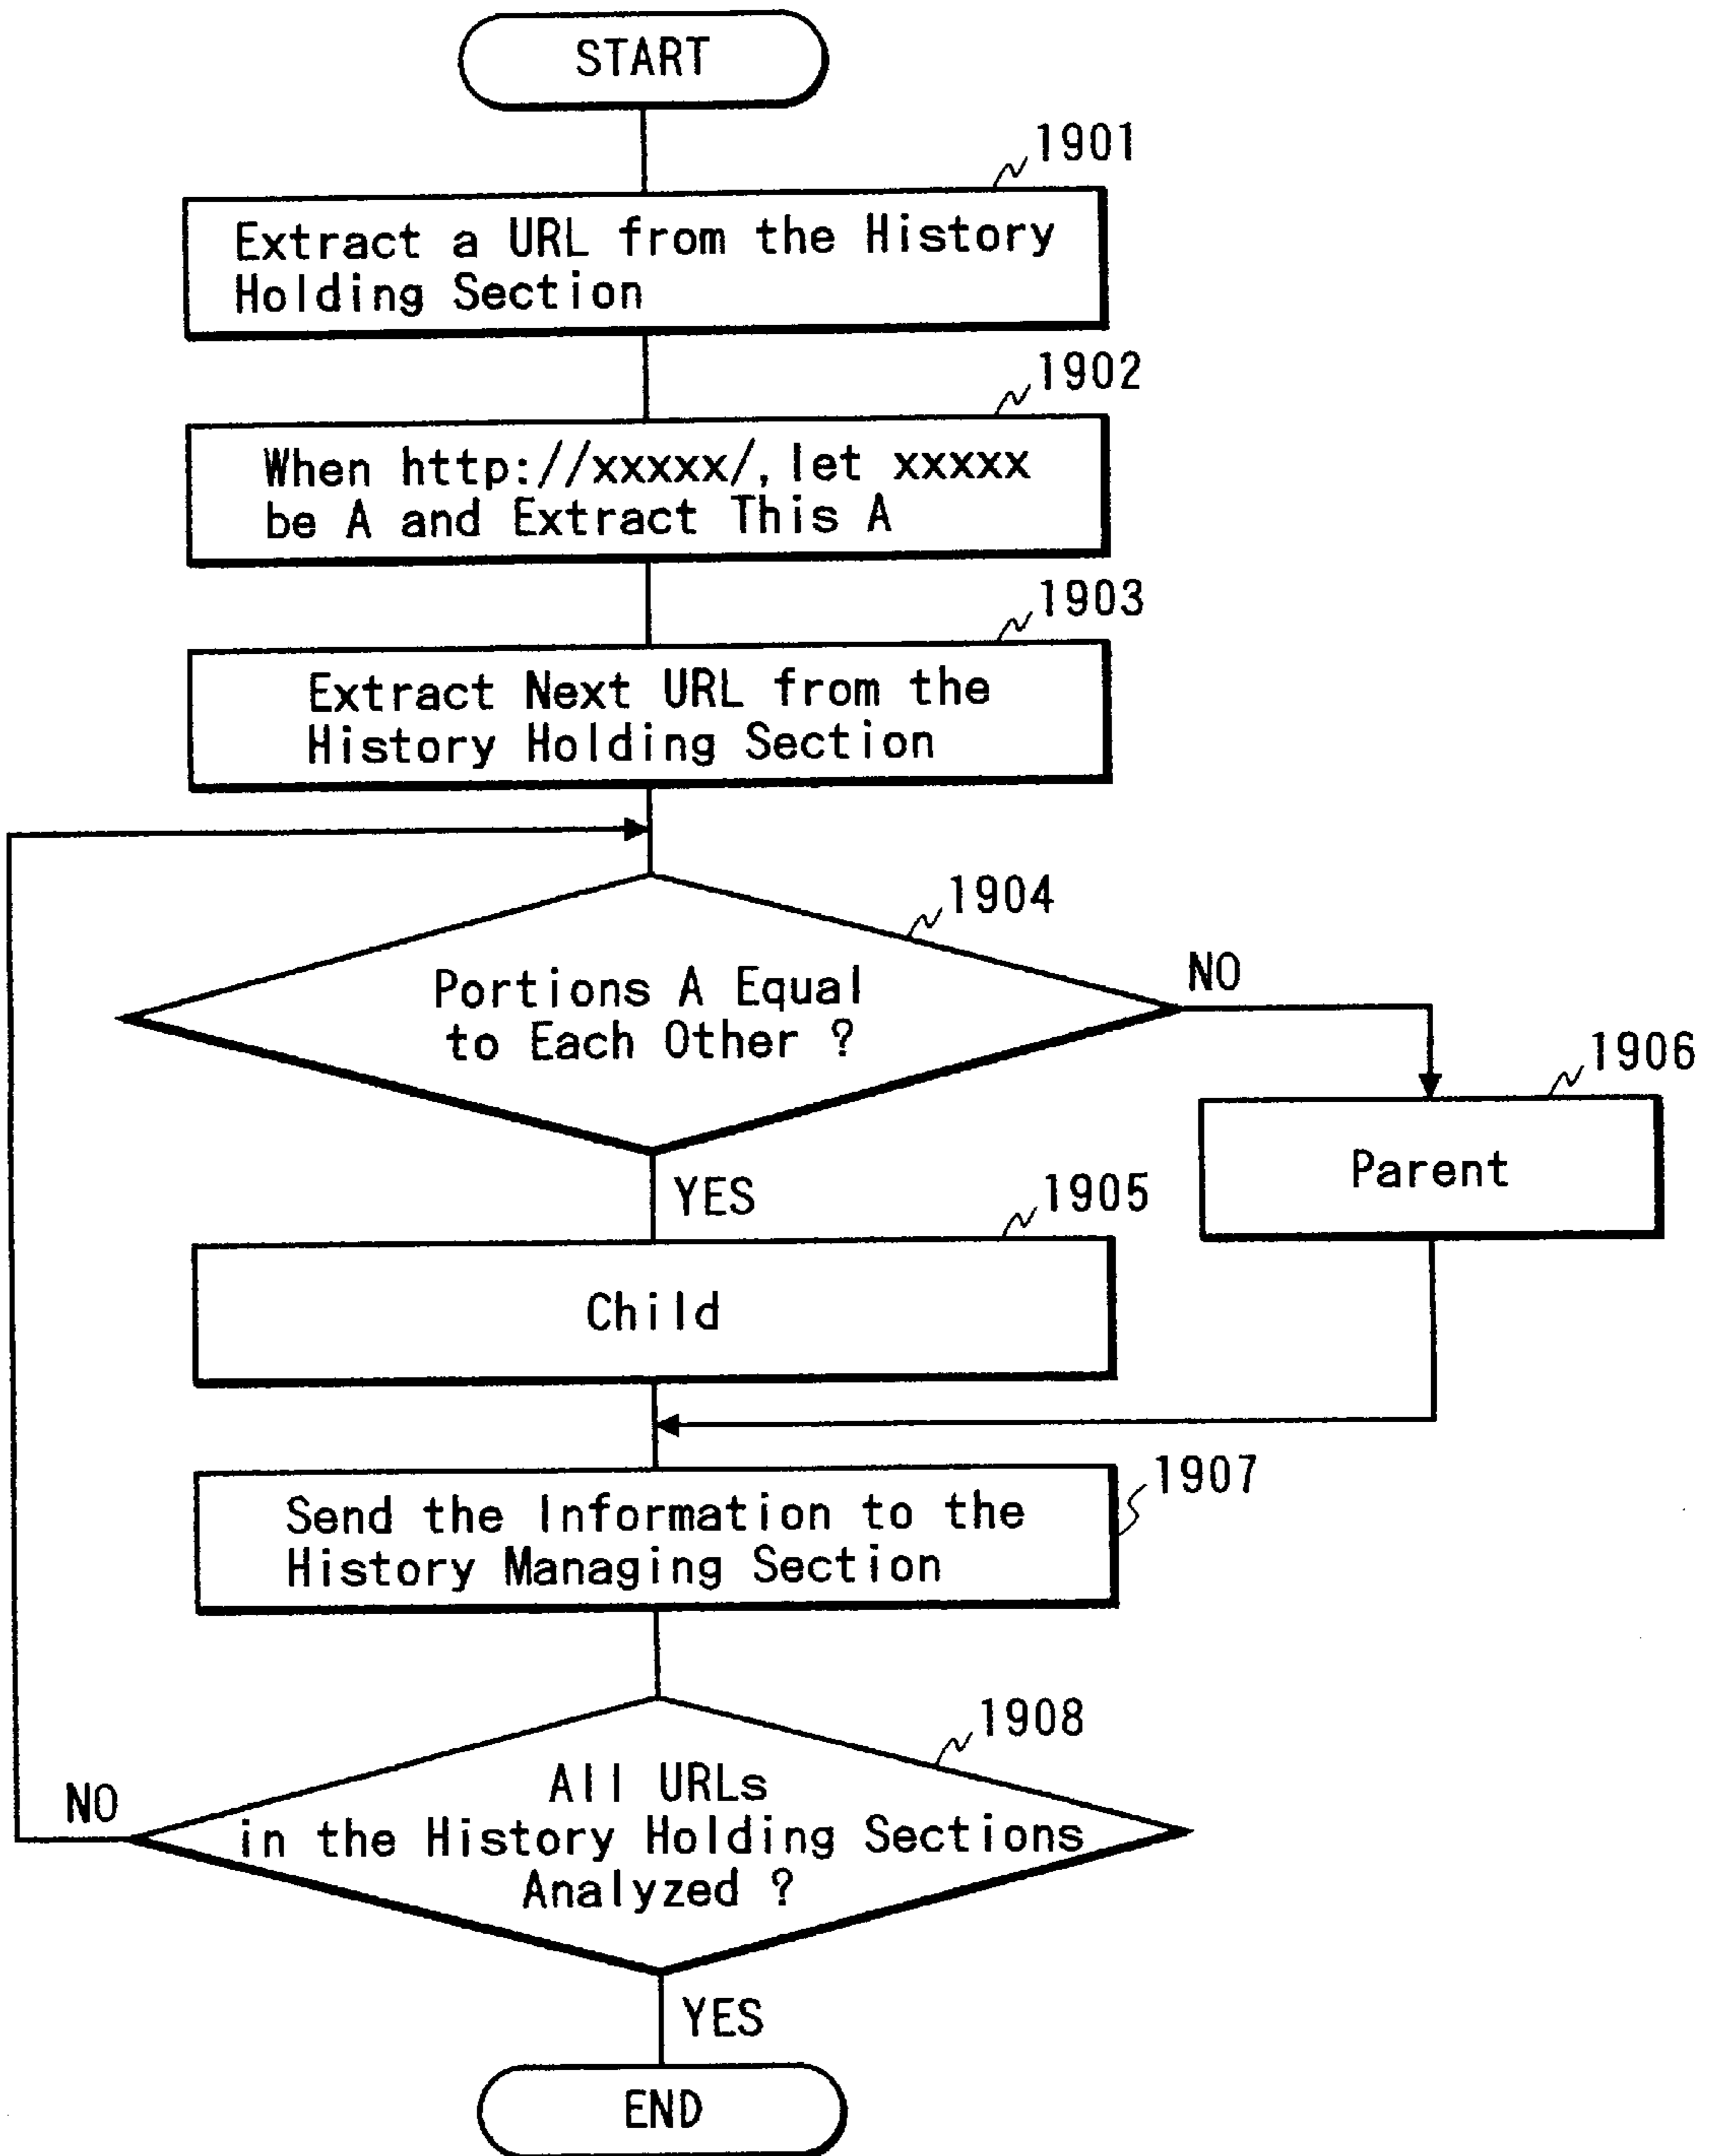 START
1901
Extract a URL from the History
Holding Section
1902
When http://xxxxx/, let xxxxx
be A and Extract This A
1903
Extract Next URL from the
History Holding Section
1904
Portions A Equal
to Each Other ?
NO
1906
Parent
YES
1905
Child
1907
Send the Information to the
History Managing Section
1908
All URLs
in the History Holding Sections
Analyzed ?
NO
YES
END